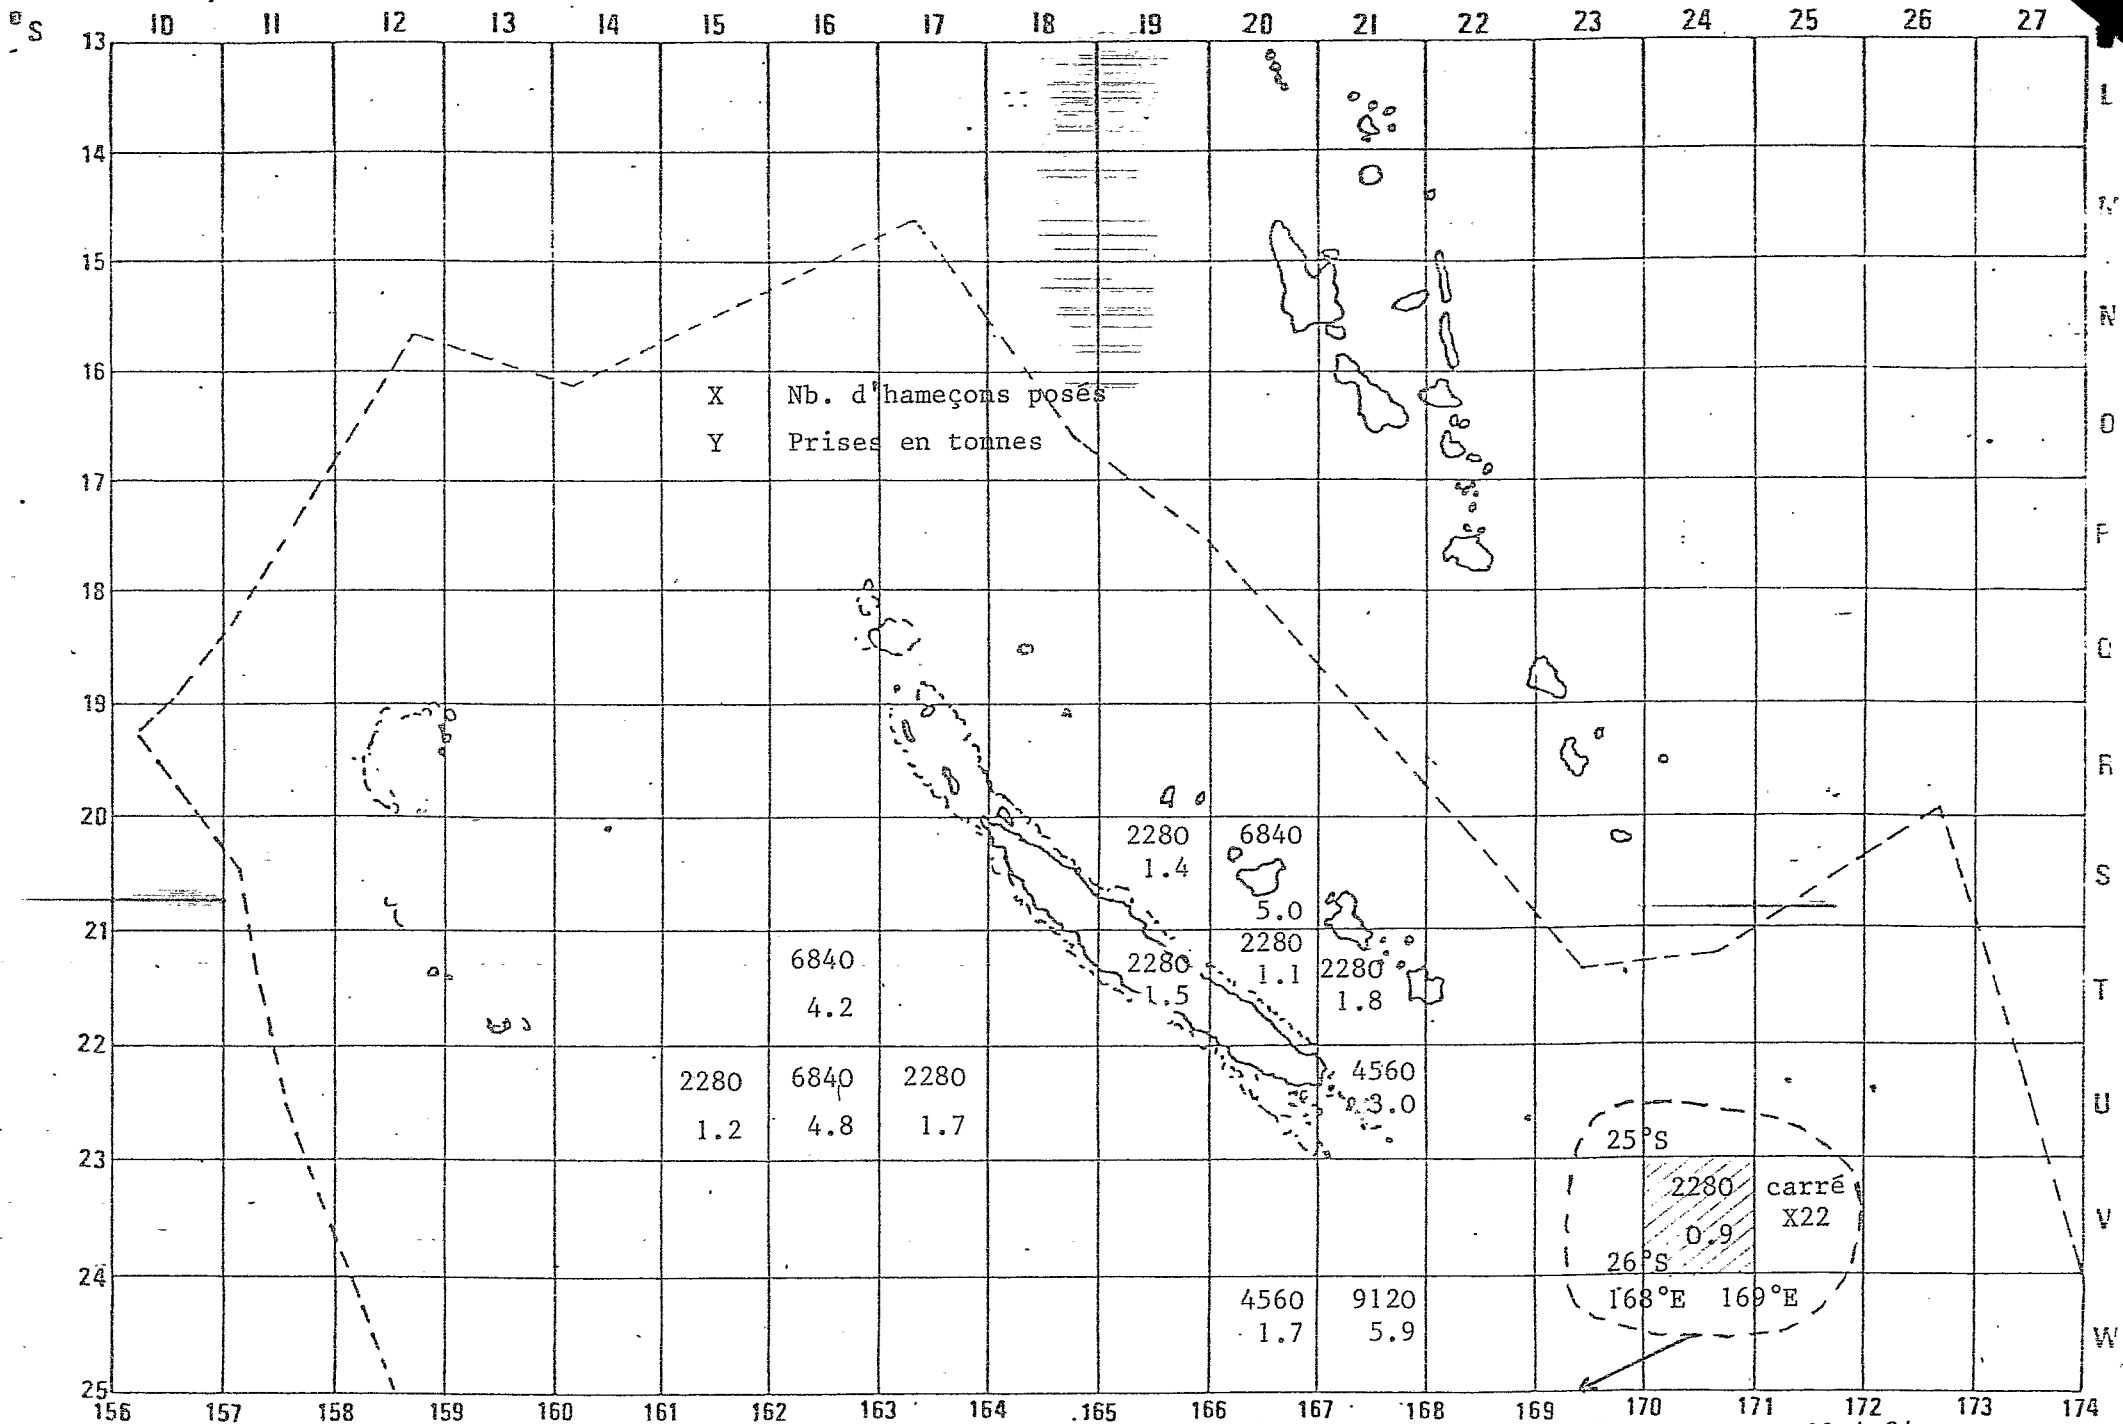 °S 10 11 12 13 14 15 16 17 18 19 20 21 22 23 24 25 26 27
13
L
14
15
N
16
X Nb. d'hameçons posés
Y Prises en tonnes
O
17
P
18
Q
19
R
20
2280 6840
1.4
S
5.0
21
2280
6840 2280 1.1 2280
4.2 1.5 1.8
T
22
2280 6840 2280 4560
1.2 4.8 1.7 3.0
U
25°S
23
2280 carré
X22
0.9
V
26°S
24
168°E 169°E
4560 9120
1.7 5.9
W
25
156 157 158 159 160 161 162 163 164 165 166 167 168 169 170 171 172 173 174